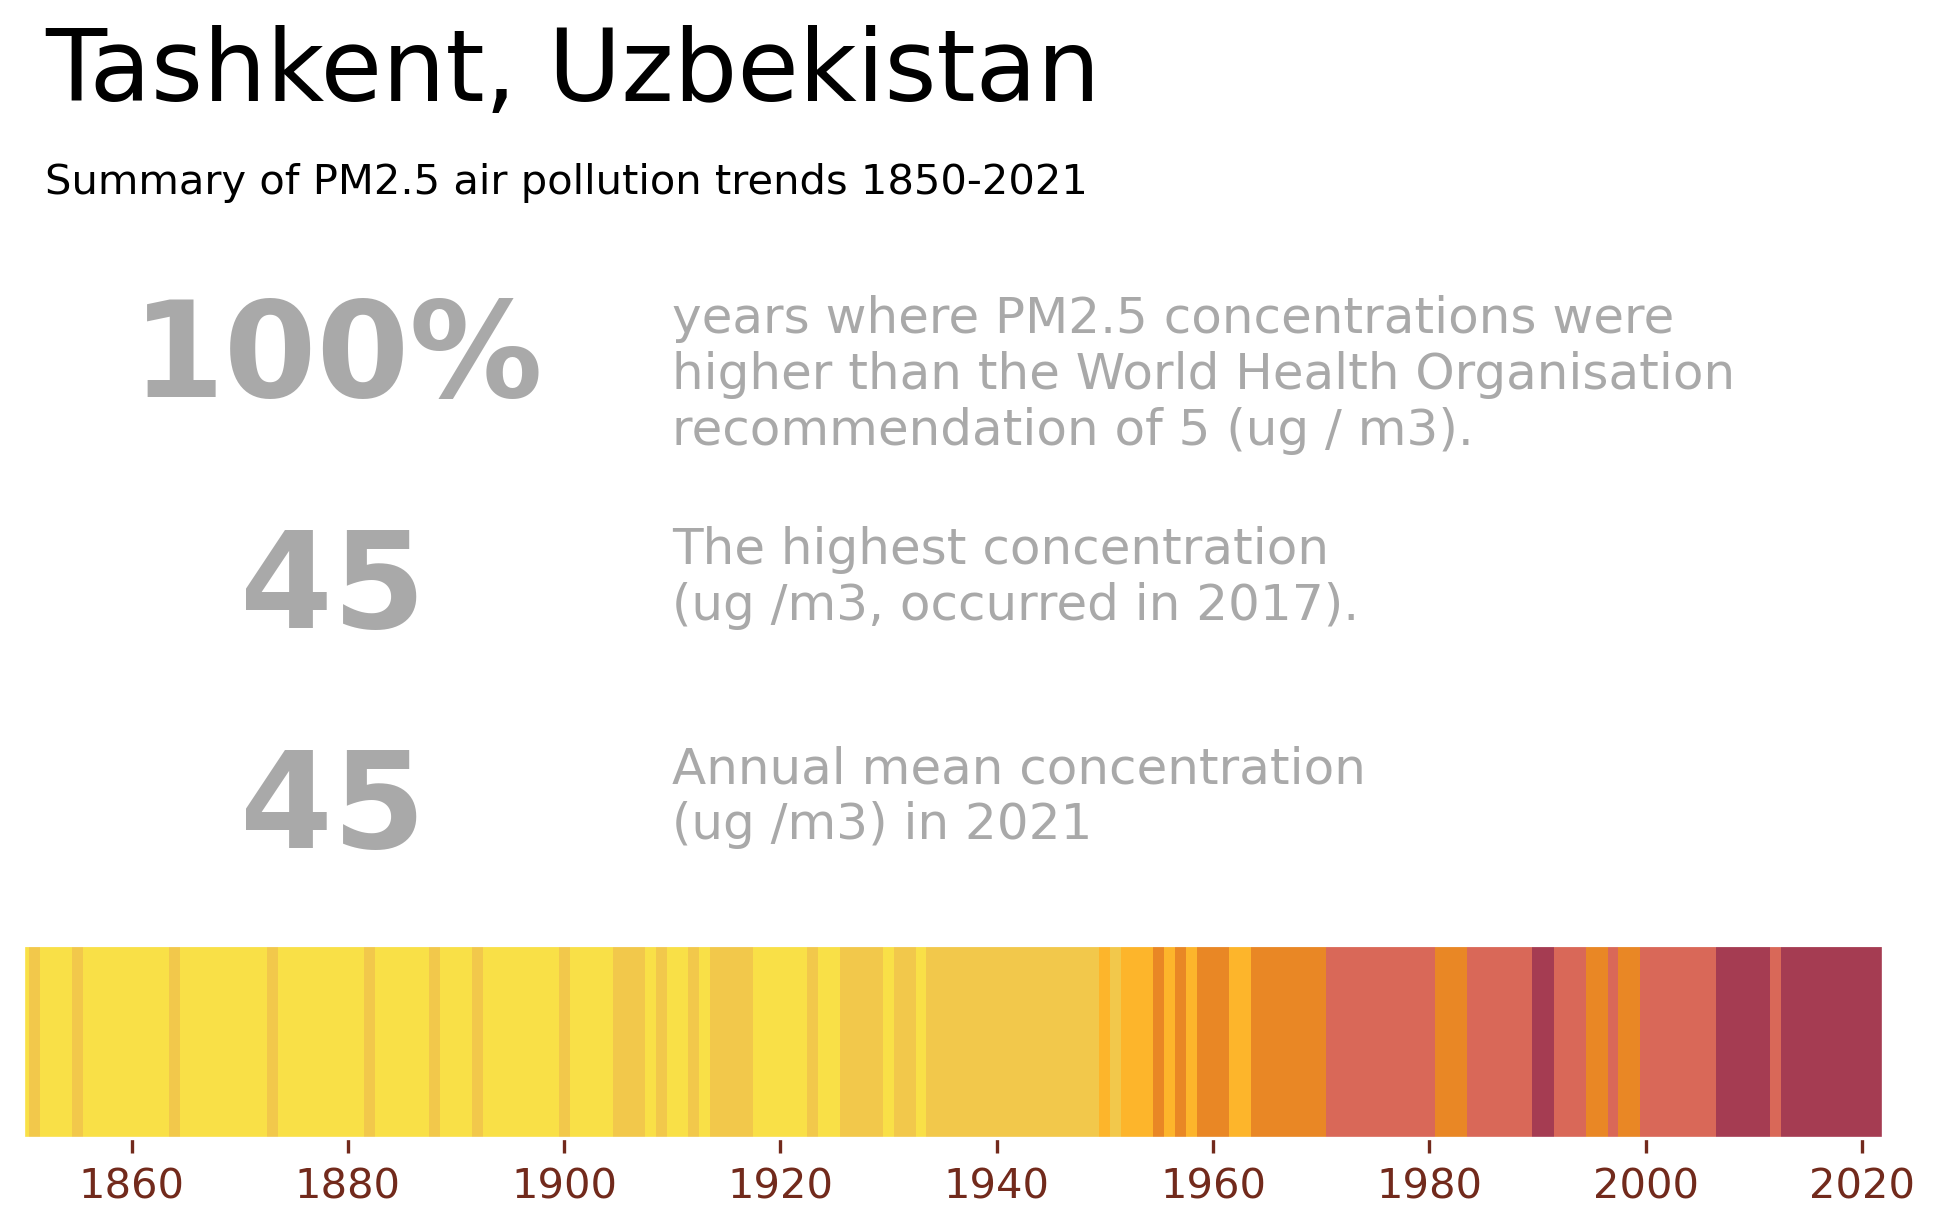 Tashkent, Uzbekistan
Summary of PM2.5 air pollution trends 1850-2021
100%
years where PM2.5 concentrations were
higher than the World Health Organisation
recommendation of 5 (ug / m3).
45
The highest concentration
(ug /m3, occurred in 2017).
45
Annual mean concentration
(ug /m3) in 2021
1860 1880 1900 1920 1940 1960 1980 2000 2020